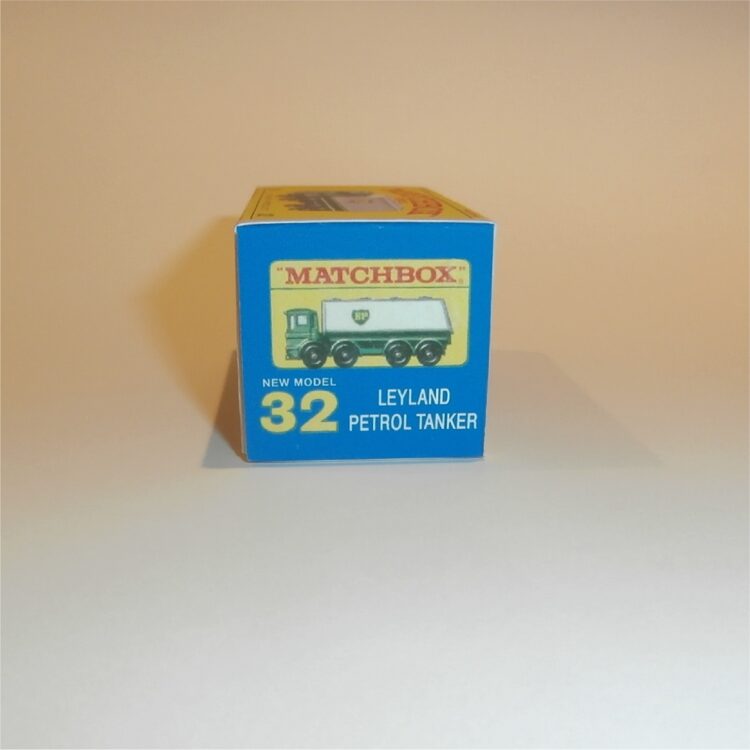 "MATCHBOX"
BP
NEW MODEL
32
LEYLAND
PETROL TANKER